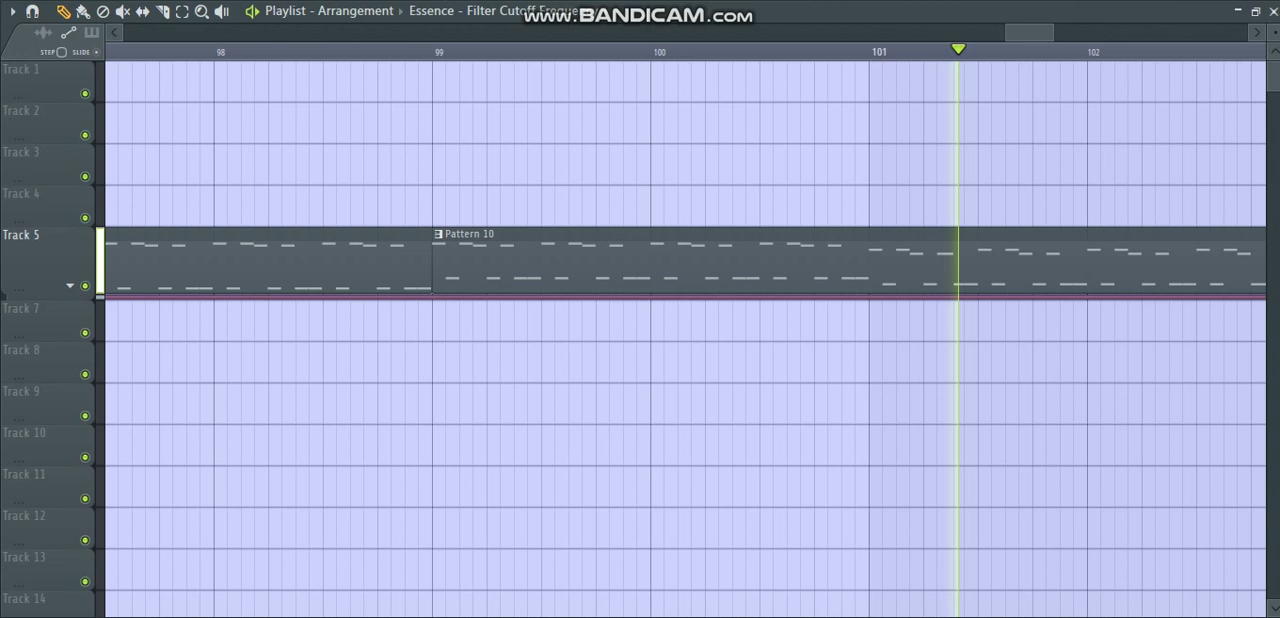 Playlist - Arrangement › Essence - Filter Cutoff
www.BANDICAM.com
STEP SLIDE
98 99 100 101 102
Track 1
Track 2
Track 3
Track 4
Track 5
Pattern 10
Track 7
Track 8
Track 9
Track 10
Track 11
Track 12
Track 13
Track 14